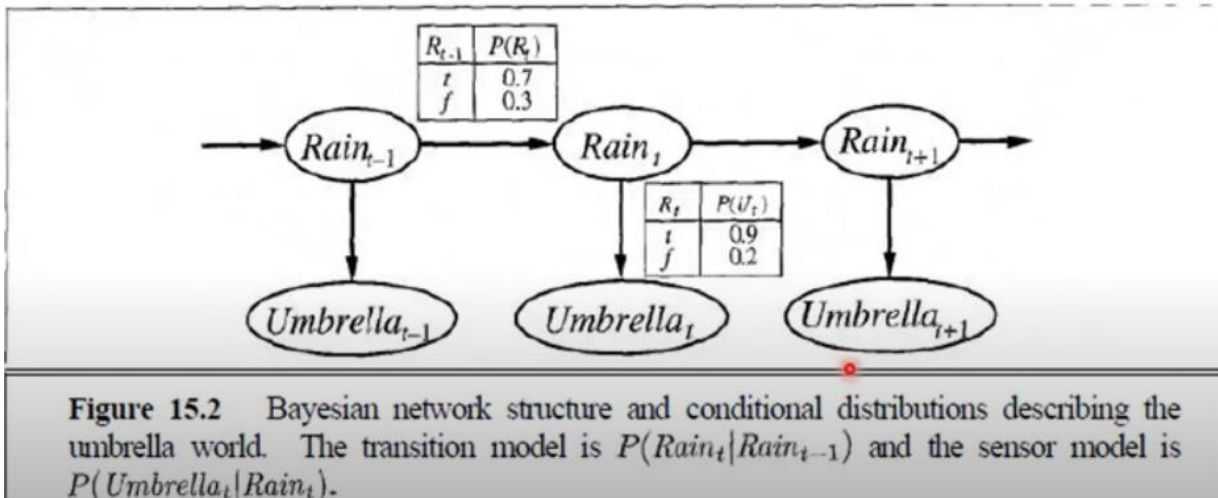 R_{t-1} P(R_t)
t 0.7
f 0.3
Rain_{t-1} Rain_t Rain_{t+1}
R_t P(U_t)
t 0.9
f 0.2
Umbrella_{t-1} Umbrella_t Umbrella_{t+1}
Figure 15.2 Bayesian network structure and conditional distributions describing the
umbrella world. The transition model is P(Rain_t|Rain_{t-1}) and the sensor model is
P(Umbrella_t|Rain_t).